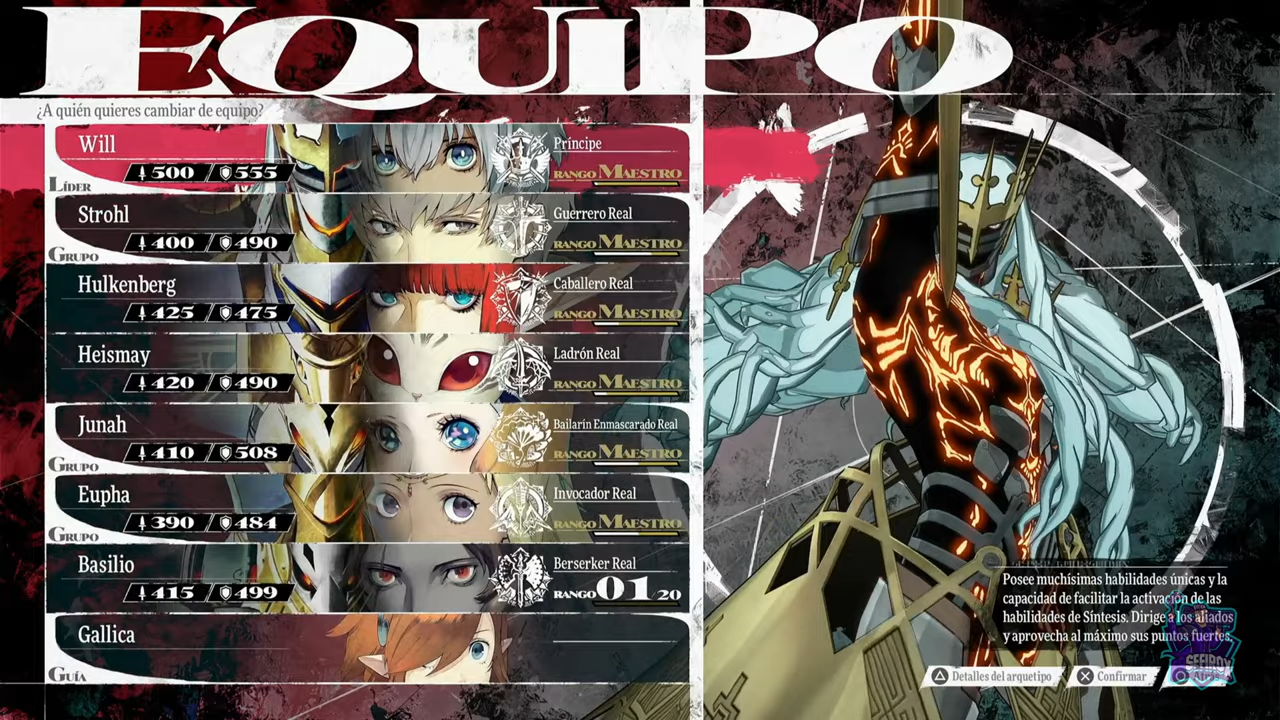 EQUIPO
¿A quién quieres cambiar de equipo?
Will
500 555
LÍDER
Príncipe
RANGO MAESTRO
Strohl
400 490
GRUPO
Guerrero Real
RANGO MAESTRO
Hulkenberg
425 475
Caballero Real
RANGO MAESTRO
Heismay
420 490
Ladrón Real
RANGO MAESTRO
Junah
410 508
GRUPO
Bailarín Enmascarado Real
RANGO MAESTRO
Eupha
390 484
GRUPO
Invocador Real
RANGO MAESTRO
Basilio
415 499
Berserker Real
RANGO 01 20
Gallica
GUÍA
Posee muchísimas habilidades únicas y la
capacidad de facilitar la activación de las
habilidades de Síntesis. Dirige a los aliados
y aprovecha al máximo sus puntos fuertes.
Detalles del arquetipo Confirmar Atrás
SEFIROX